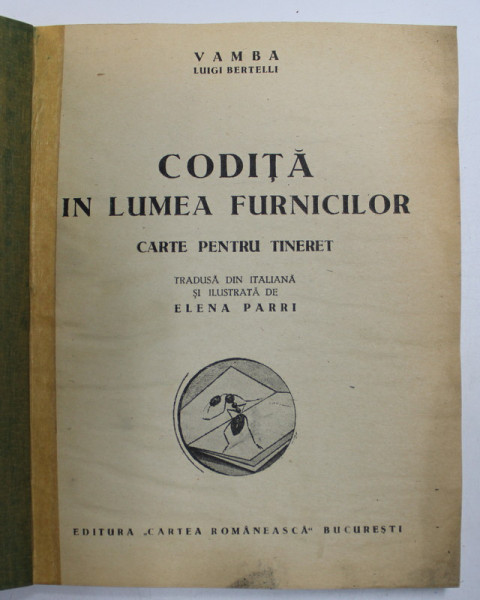 VAMBA
LUIGI BERTELLI
CODIȚĂ
IN LUMEA FURNICILOR
CARTE PENTRU TINERET
TRADUSĂ DIN ITALIANĂ
ȘI ILUSTRATĂ DE
ELENA PARRI
EDITURA „CARTEA ROMÂNEASCĂ" BUCUREȘTI